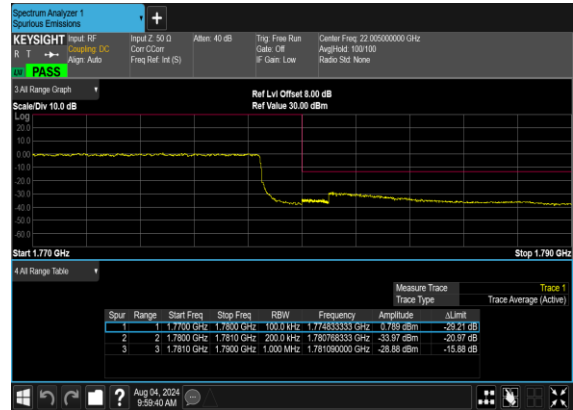 Spectrum Analyzer 1
Spurious Emissions
KEYSIGHT Input: RF Input Z: 50 Ω Atten: 40 dB Trig: Free Run Center Freq: 22.005000000 GHz
R T Coupling: DC Corr CCorr Gate: Off Avg|Hold: 100/100
Align: Auto Freq Ref: Int (S) IF Gain: Low Radio Std: None
LW PASS
3 All Range Graph
Ref Lvl Offset 8.00 dB
Scale/Div 10.0 dB Ref Value 30.00 dBm
Log
20.0
10.0
0.00
-10.0
-20.0
-30.0
-40.0
-50.0
-60.0
Start 1.770 GHz Stop 1.790 GHz
4 All Range Table
Measure Trace Trace 1
Trace Type Trace Average (Active)
Spur Range Start Freq Stop Freq RBW Frequency Amplitude ΔLimit
1 1 1.7700 GHz 1.7800 GHz 100.0 kHz 1.774833333 GHz 0.789 dBm -29.21 dB
2 2 1.7800 GHz 1.7810 GHz 200.0 kHz 1.780768333 GHz -33.97 dBm -20.97 dB
3 3 1.7810 GHz 1.7900 GHz 1.000 MHz 1.781090000 GHz -28.88 dBm -15.88 dB
Aug 04, 2024
9:59:40 AM